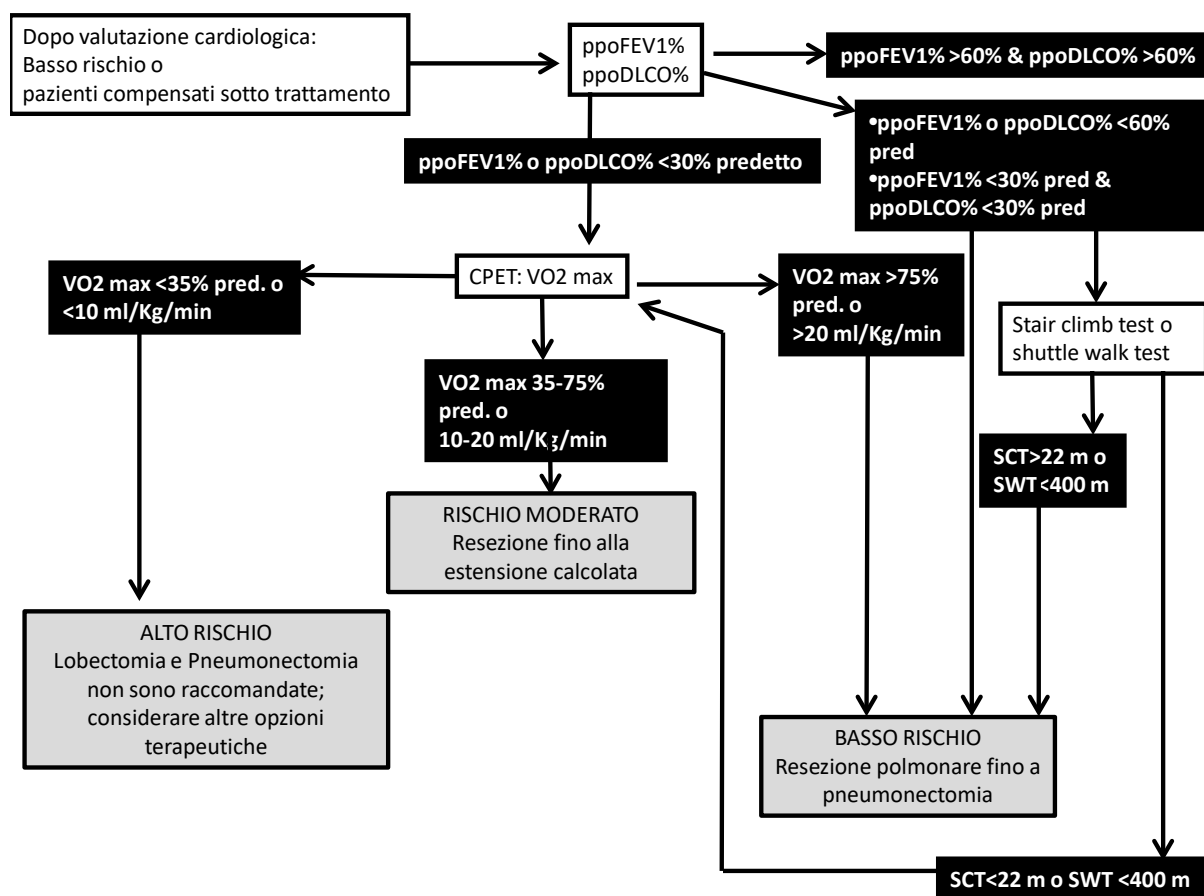 Dopo valutazione cardiologica:
Basso rischio o
pazienti compensati sotto trattamento
ppoFEV1%
ppoDLCO%
ppoFEV1% >60% & ppoDLCO% >60%
•ppoFEV1% o ppoDLCO% <60%
pred
•ppoFEV1% <30% pred &
ppoDLCO% <30% pred
ppoFEV1% o ppoDLCO% <30% predetto
VO2 max <35% pred. o
<10 ml/Kg/min
CPET: VO2 max
VO2 max >75%
pred. o
>20 ml/Kg/min
Stair climb test o
shuttle walk test
VO2 max 35-75%
pred. o
10-20 ml/Kg/min
SCT>22 m o
SWT <400 m
RISCHIO MODERATO
Resezione fino alla
estensione calcolata
ALTO RISCHIO
Lobectomia e Pneumonectomia
non sono raccomandate;
considerare altre opzioni
terapeutiche
BASSO RISCHIO
Resezione polmonare fino a
pneumonectomia
SCT<22 m o SWT <400 m